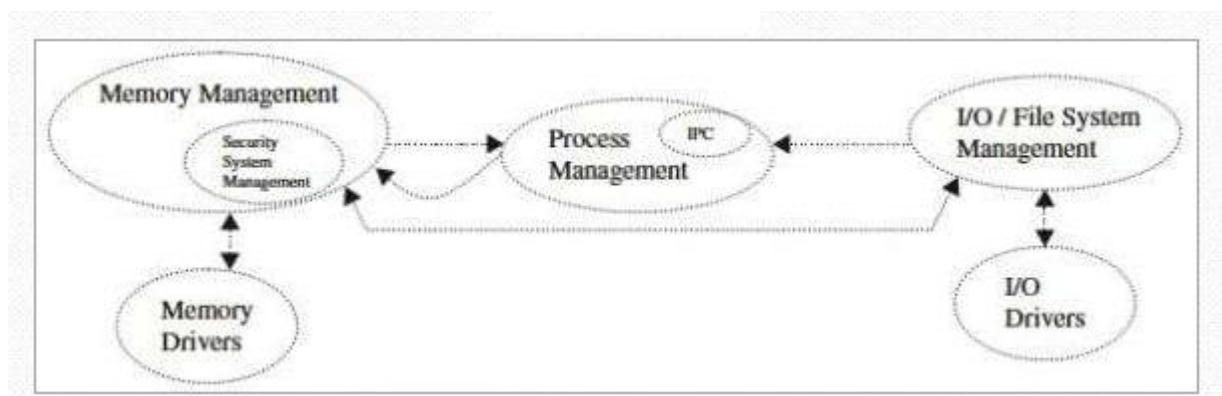 Memory Management
Security
System
Management
Process
Management
IPC
I/O / File System
Management
Memory
Drivers
I/O
Drivers